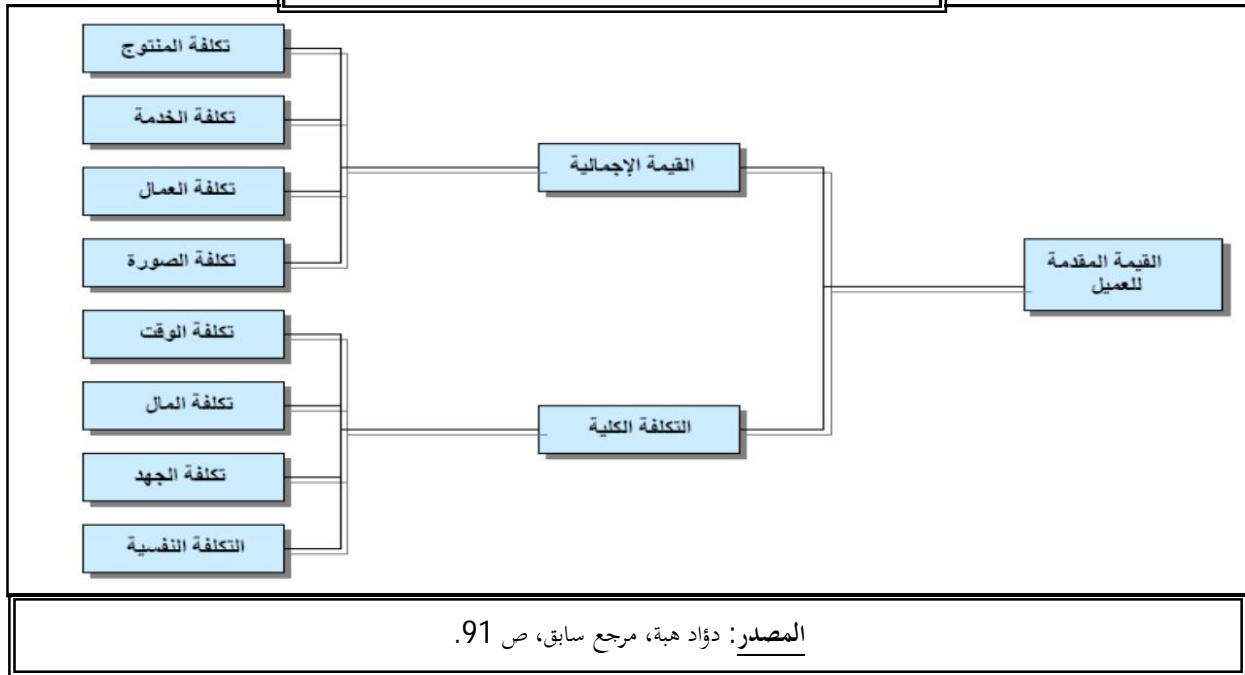 القيمة المقدمة
للعميل
القيمة الإجمالية
تكلفة المنتوج
تكلفة الخدمة
تكلفة العمال
تكلفة الصورة
التكلفة الكلية
تكلفة الوقت
تكلفة المال
تكلفة الجهد
التكلفة النفسية
المصدر: دؤاد هبة، مرجع سابق، ص 91.